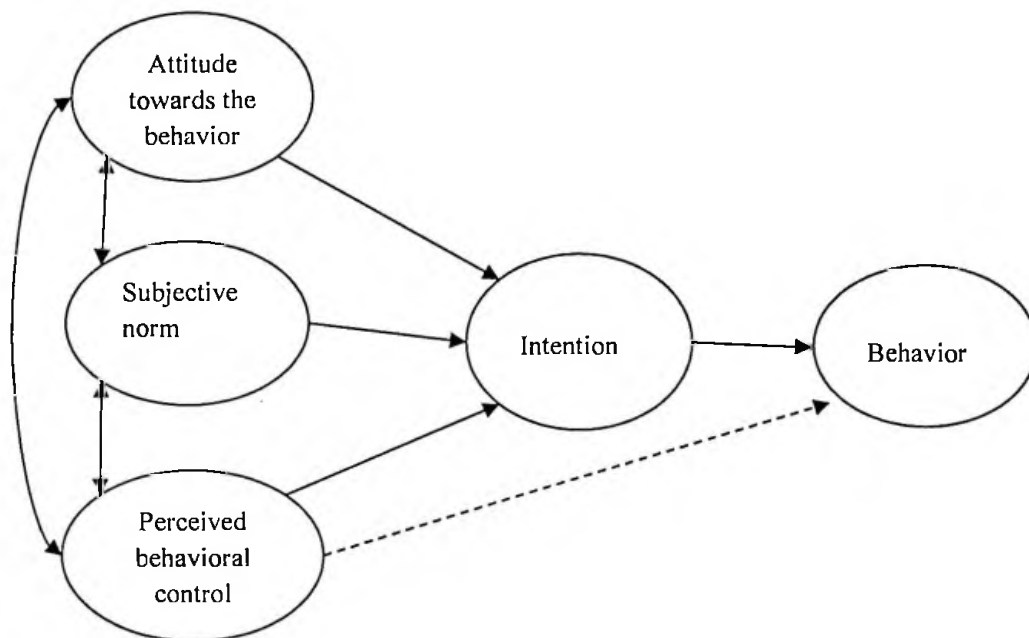 Attitude
towards the
behavior
Subjective
norm
Intention
Behavior
Perceived
behavioral
control